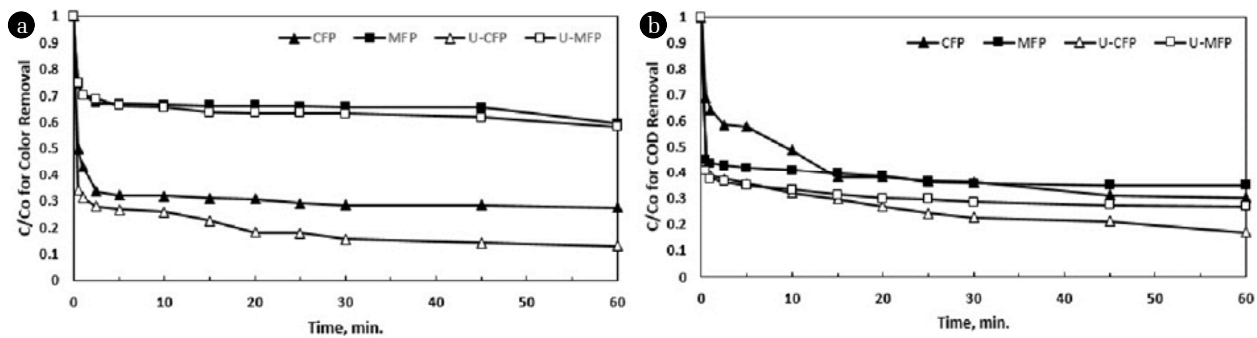 a
C/Co for Color Removal
1
0.9
0.8
0.7
0.6
0.5
0.4
0.3
0.2
0.1
0
CFP MFP U-CFP U-MFP
0 10 20 30 40 50 60
Time, min.
b
C/Co for COD Removal
1
0.9
0.8
0.7
0.6
0.5
0.4
0.3
0.2
0.1
0
CFP MFP U-CFP U-MFP
0 10 20 30 40 50 60
Time, min.